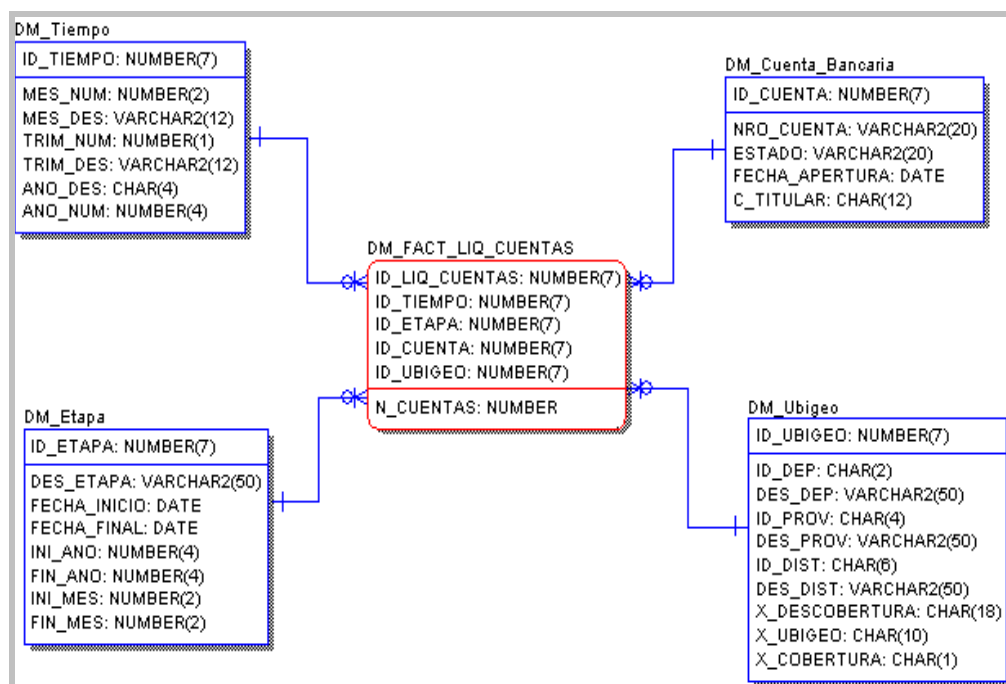 DM_Tiempo
ID_TIEMPO: NUMBER(7)
MES_NUM: NUMBER(2)
MES_DES: VARCHAR2(12)
TRIM_NUM: NUMBER(1)
TRIM_DES: VARCHAR2(12)
ANO_DES: CHAR(4)
ANO_NUM: NUMBER(4)
DM_Cuenta_Bancaria
ID_CUENTA: NUMBER(7)
NRO_CUENTA: VARCHAR2(20)
ESTADO: VARCHAR2(20)
FECHA_APERTURA: DATE
C_TITULAR: CHAR(12)
DM_FACT_LIQ_CUENTAS
ID_LIQ_CUENTAS: NUMBER(7)
ID_TIEMPO: NUMBER(7)
ID_ETAPA: NUMBER(7)
ID_CUENTA: NUMBER(7)
ID_UBIGEO: NUMBER(7)
N_CUENTAS: NUMBER
DM_Etapa
ID_ETAPA: NUMBER(7)
DES_ETAPA: VARCHAR2(50)
FECHA_INICIO: DATE
FECHA_FINAL: DATE
INI_ANO: NUMBER(4)
FIN_ANO: NUMBER(4)
INI_MES: NUMBER(2)
FIN_MES: NUMBER(2)
DM_Ubigeo
ID_UBIGEO: NUMBER(7)
ID_DEP: CHAR(2)
DES_DEP: VARCHAR2(50)
ID_PROV: CHAR(4)
DES_PROV: VARCHAR2(50)
ID_DIST: CHAR(6)
DES_DIST: VARCHAR2(50)
X_DESCOBERTURA: CHAR(18)
X_UBIGEO: CHAR(10)
X_COBERTURA: CHAR(1)